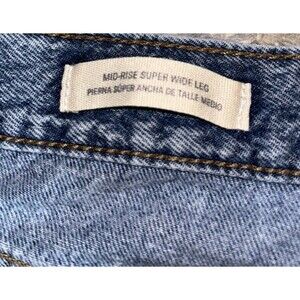 MID-RISE SUPER WIDE LEG
PIERNA SÚPER ANCHA DE TALLE MEDIO